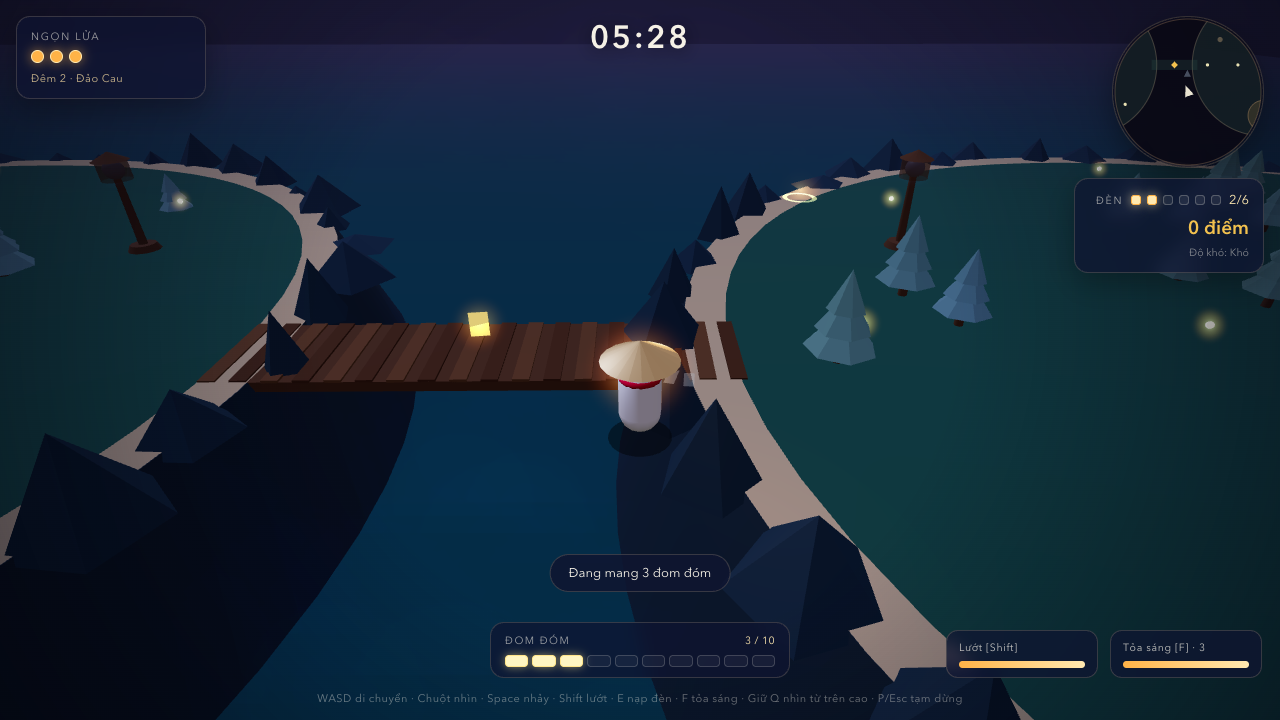 NGỌN LỬA
Đêm 2 · Đảo Cau
05:28
ĐÈN 2/6
0 điểm
Độ khó: Khó
Đang mang 3 đom đóm
ĐOM ĐÓM 3 / 10
Lướt [Shift]
Tỏa sáng [F] · 3
WASD di chuyển · Chuột nhìn · Space nhảy · Shift lướt · E nạp đèn · F tỏa sáng · Giữ Q nhìn từ trên cao · P/Esc tạm dừng